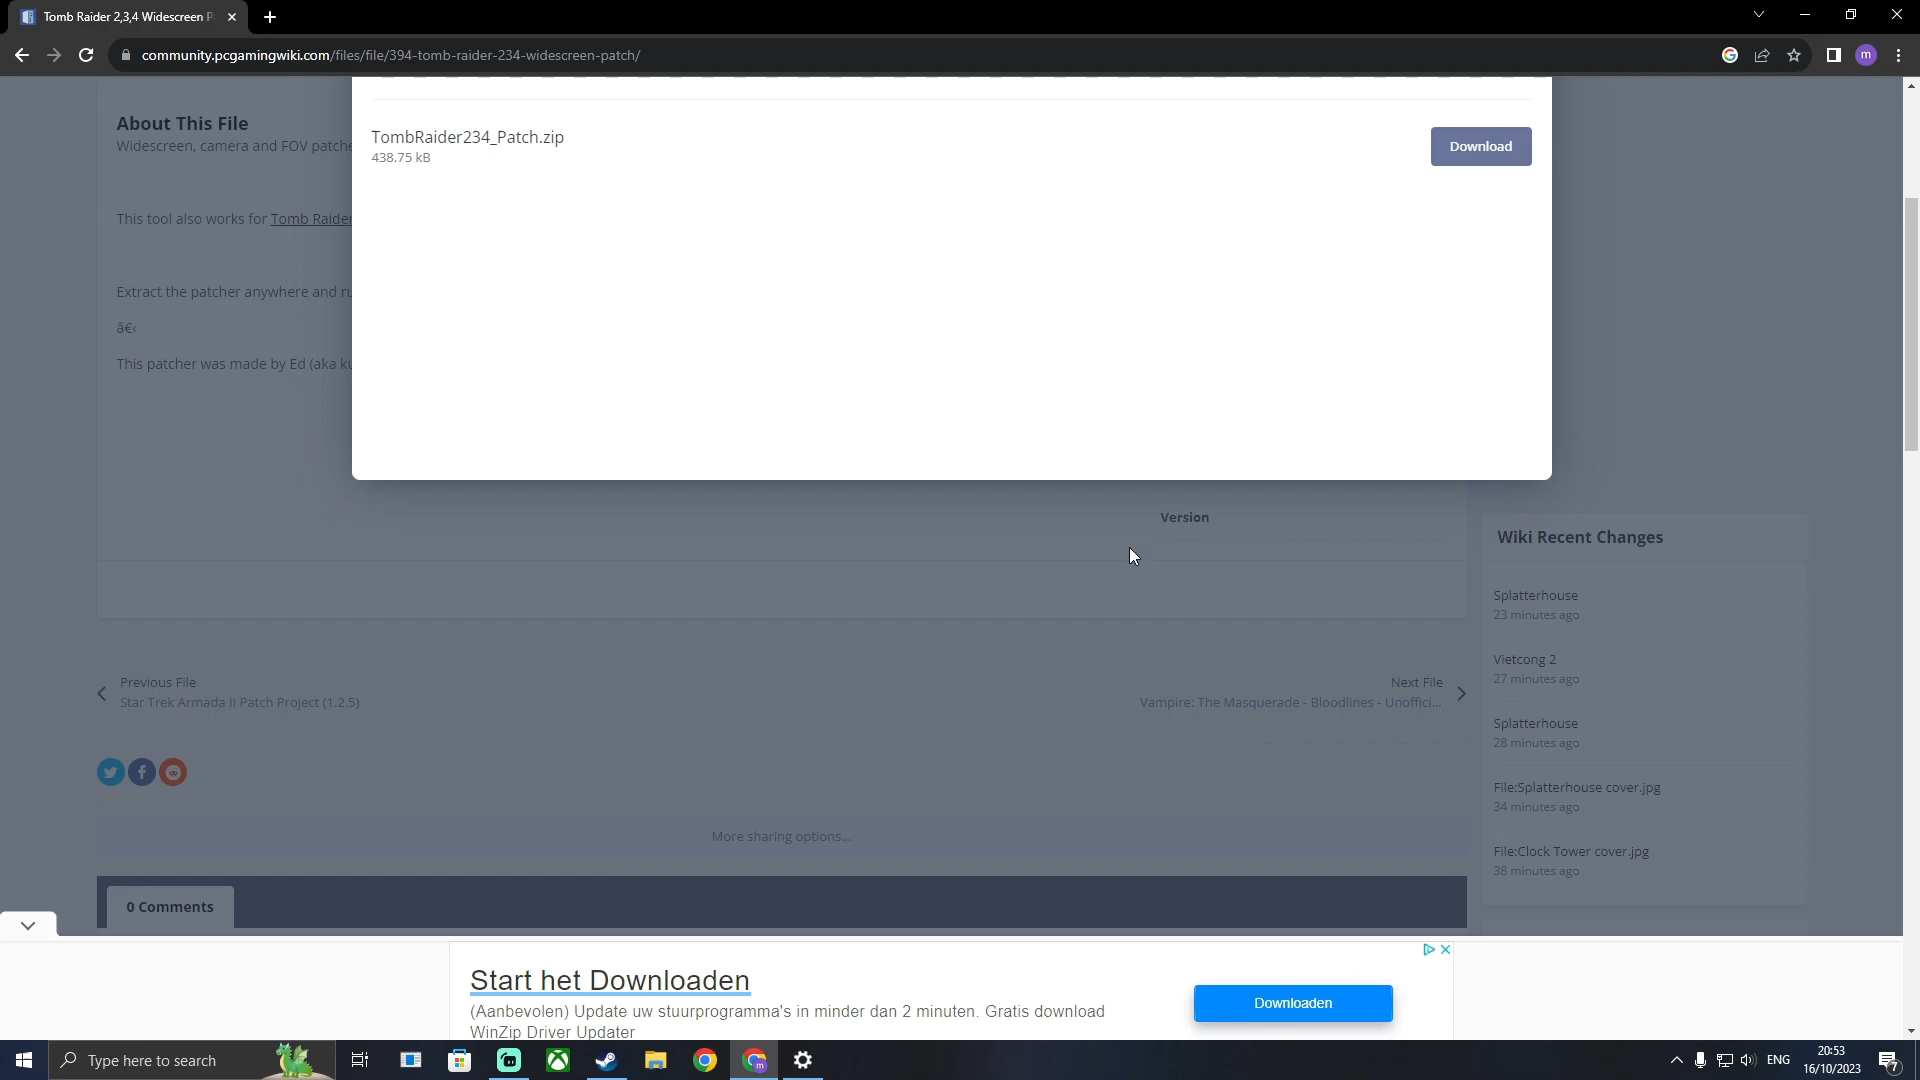 Tomb Raider 2,3,4 Widescreen P
community.pcgamingwiki.com/files/file/394-tomb-raider-234-widescreen-patch/
m
About This File
Widescreen, camera and FOV patche
This tool also works for Tomb Raider
Extract the patcher anywhere and ru
â€‹
This patcher was made by Ed (aka ku
TombRaider234_Patch.zip
438.75 kB
Download
Version
Wiki Recent Changes
Splatterhouse
23 minutes ago
Vietcong 2
27 minutes ago
Splatterhouse
28 minutes ago
File:Splatterhouse cover.jpg
34 minutes ago
File:Clock Tower cover.jpg
38 minutes ago
Previous File
Star Trek Armada II Patch Project (1.2.5)
Next File
Vampire: The Masquerade - Bloodlines - Unoffici...
More sharing options...
0 Comments
Start het Downloaden
(Aanbevolen) Update uw stuurprogramma's in minder dan 2 minuten. Gratis download
WinZip Driver Updater
Downloaden
Type here to search
m
ENG
20:53
16/10/2023
7